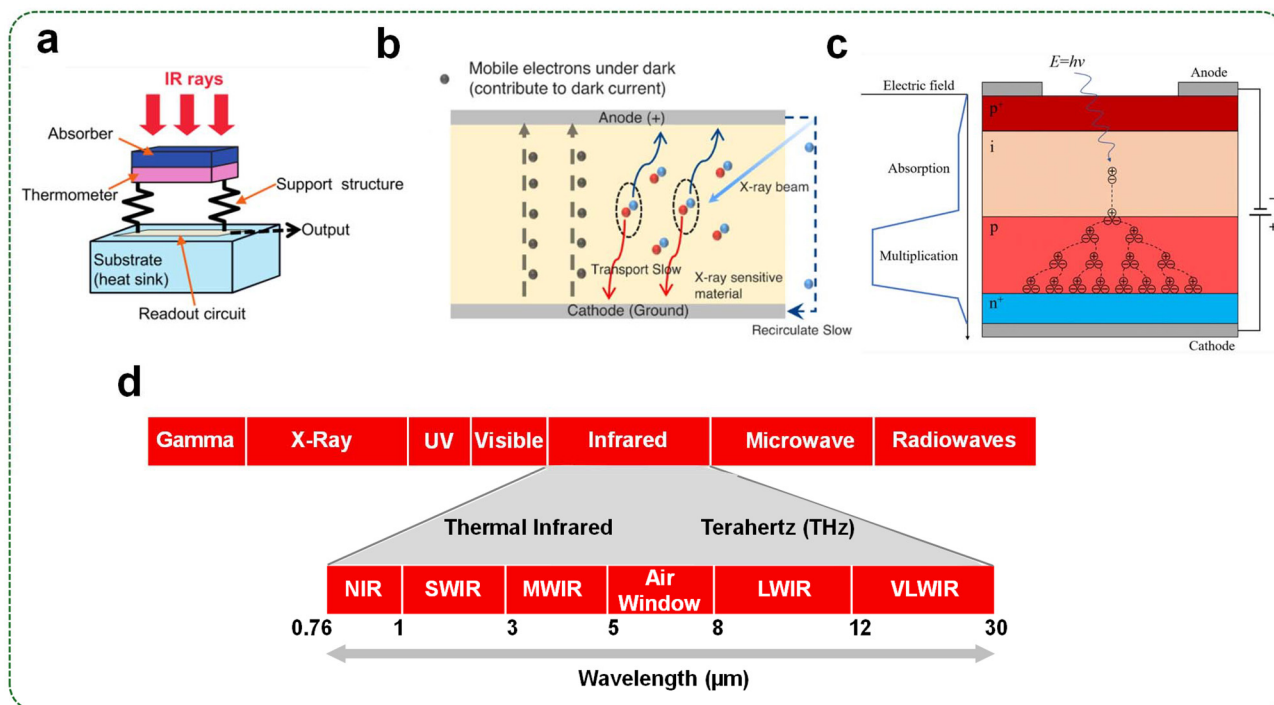 a
IR rays
Absorber
Thermometer
Support structure
Output
Substrate
(heat sink)
Readout circuit
b
Mobile electrons under dark
(contribute to dark current)
Anode (+)
X-ray beam
Transport Slow
X-ray sensitive
material
Cathode (Ground)
Recirculate Slow
c
E=hv
Electric field
Anode
p+
i
Absorption
p
Multiplication
n+
Cathode
−
+
d
Gamma
X-Ray
UV
Visible
Infrared
Microwave
Radiowaves
Thermal Infrared
Terahertz (THz)
NIR
SWIR
MWIR
Air
Window
LWIR
VLWIR
0.76
1
3
5
8
12
30
Wavelength (µm)